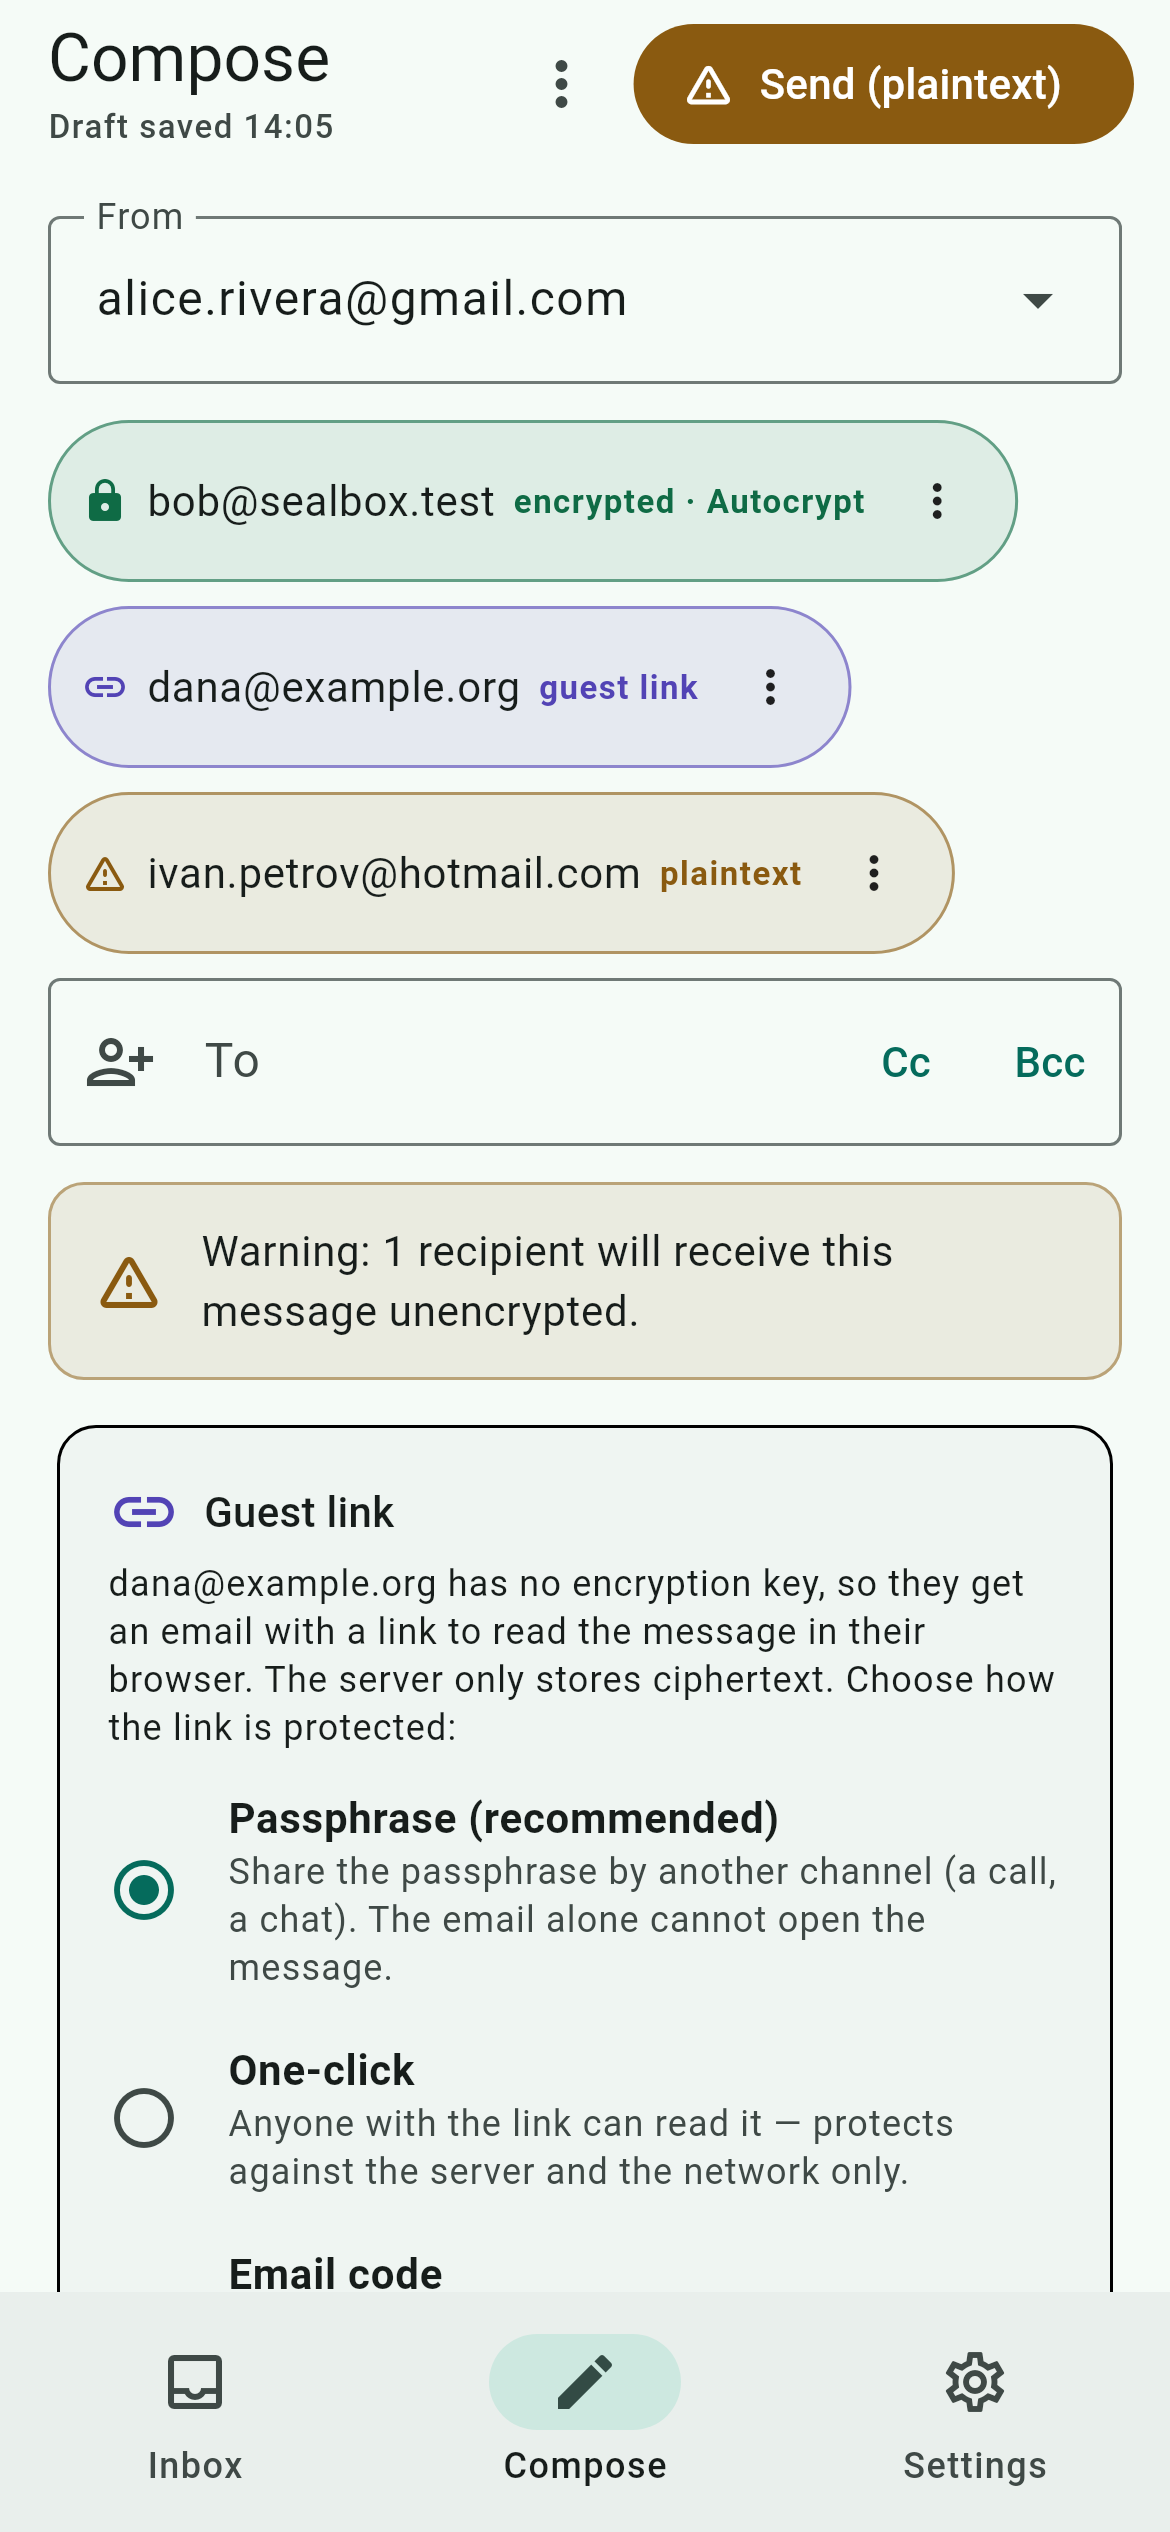 Compose
Draft saved 14:05
Send (plaintext)
From
alice.rivera@gmail.com
bob@sealbox.test encrypted · Autocrypt
dana@example.org guest link
ivan.petrov@hotmail.com plaintext
To
Cc
Bcc
Warning: 1 recipient will receive this
message unencrypted.
Guest link
dana@example.org has no encryption key, so they get
an email with a link to read the message in their
browser. The server only stores ciphertext. Choose how
the link is protected:
Passphrase (recommended)
Share the passphrase by another channel (a call,
a chat). The email alone cannot open the
message.
One-click
Anyone with the link can read it — protects
against the server and the network only.
Email code
Inbox
Compose
Settings